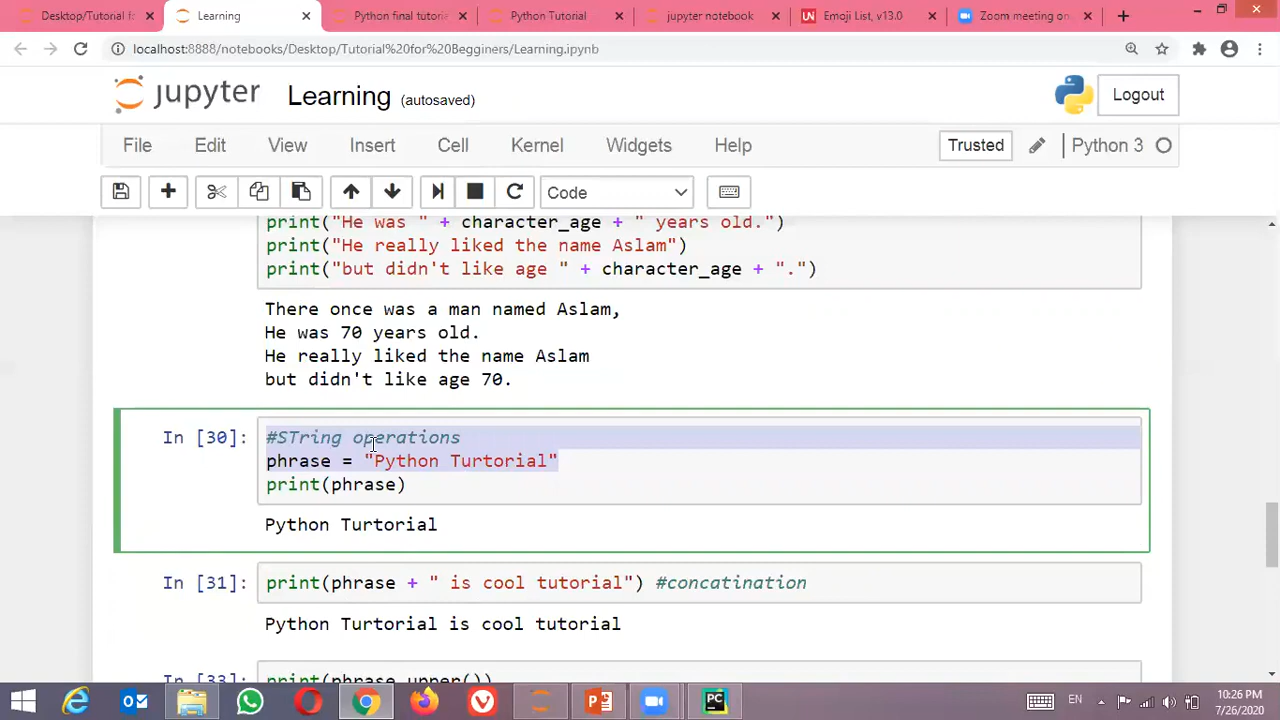 Desktop/Tutorial f
Learning
Python final tutoria
Python Tutorial
jupyter notebook
UN Emoji List, v13.0
Zoom meeting on
localhost:8888/notebooks/Desktop/Tutorial%20for%20Begginers/Learning.ipynb
jupyter Learning (autosaved)
Logout
File Edit View Insert Cell Kernel Widgets Help
Trusted
Python 3
Code
print("He was " + character_age + " years old.")
print("He really liked the name Aslam")
print("but didn't like age " + character_age + ".")
There once was a man named Aslam,
He was 70 years old.
He really liked the name Aslam
but didn't like age 70.
In [30]: #STring operations
phrase = "Python Turtorial"
print(phrase)
Python Turtorial
In [31]: print(phrase + " is cool tutorial") #concatination
Python Turtorial is cool tutorial
In [33]: print(phrase.upper())
EN
10:26 PM
7/26/2020